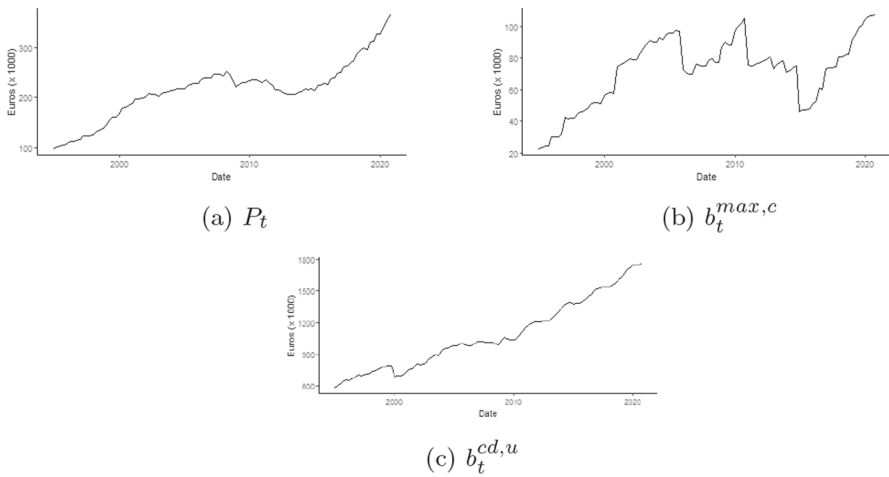 Euros (x 1000)
300
200
100
2000
2010
2020
Date
(a) P_t
Euros (x 1000)
100
80
60
40
20
2000
2010
2020
Date
(b) b_t^{max,c}
Euros (x 1000)
1800
1500
1200
900
600
2000
2010
2020
Date
(c) b_t^{cd,u}